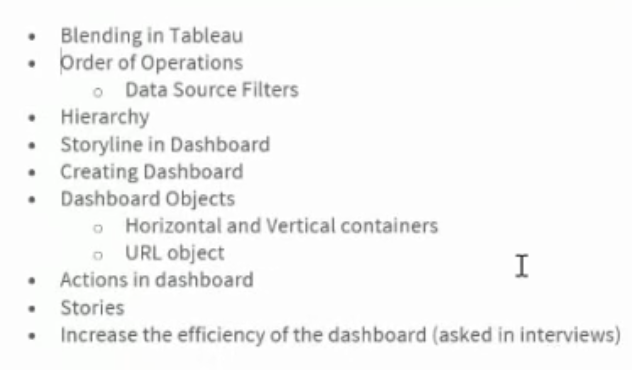 • Blending in Tableau
• Order of Operations
○ Data Source Filters
• Hierarchy
• Storyline in Dashboard
• Creating Dashboard
• Dashboard Objects
○ Horizontal and Vertical containers
○ URL object
• Actions in dashboard
• Stories
• Increase the efficiency of the dashboard (asked in interviews)